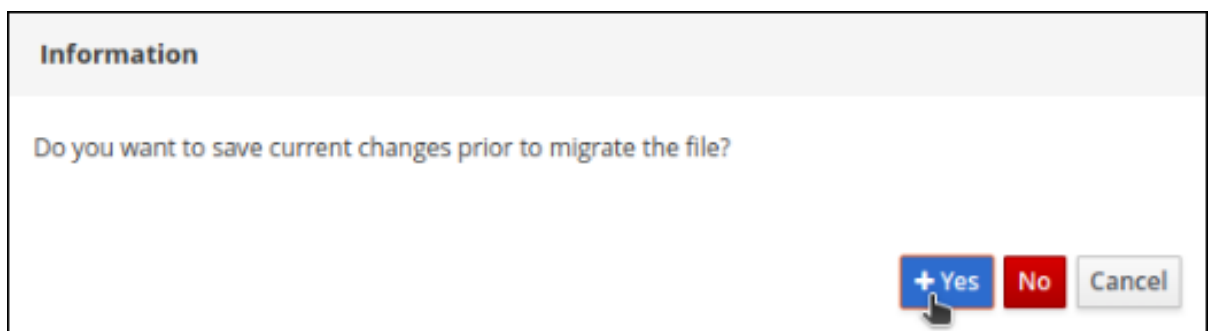 Information
Do you want to save current changes prior to migrate the file?
+ Yes No Cancel